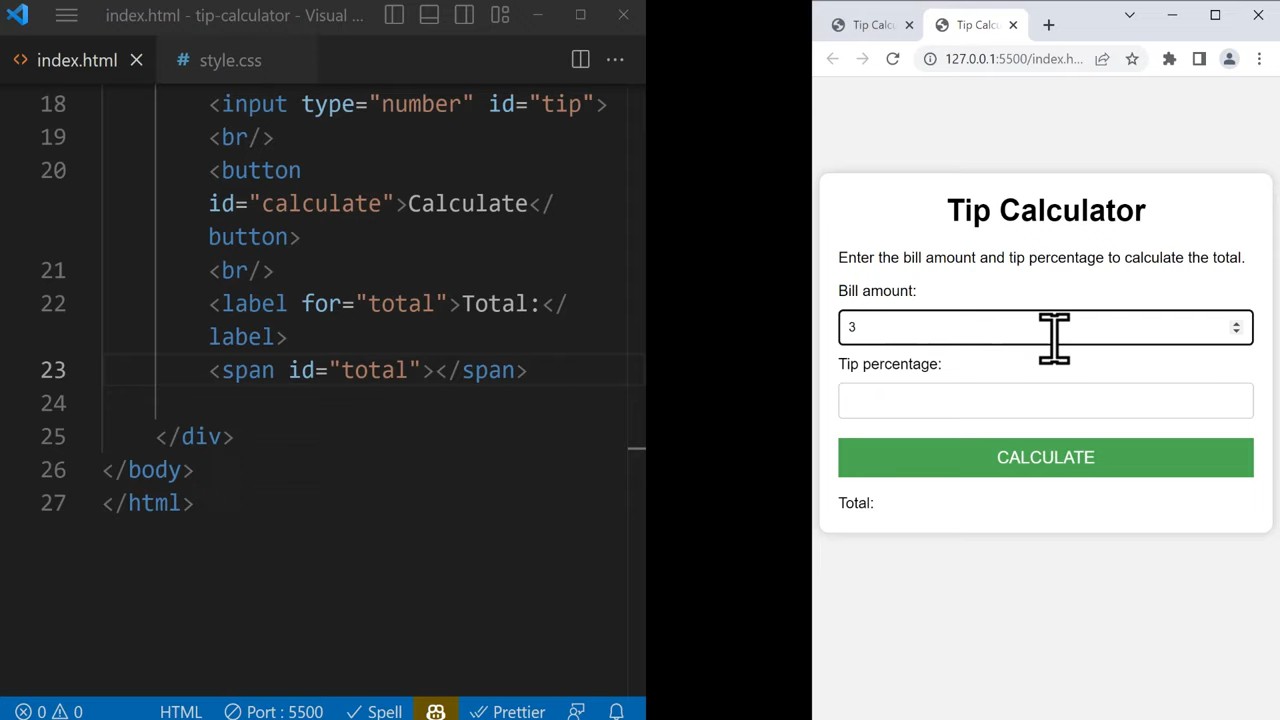 index.html - tip-calculator - Visual ...
index.html
# style.css
...
18 <input type="number" id="tip">
19 <br/>
20 <button
id="calculate">Calculate</
button>
21 <br/>
22 <label for="total">Total:</
label>
23 <span id="total"></span>
24
25 </div>
26 </body>
27 </html>
0 0
HTML
Port : 5500
Spell
Prettier
Tip Calcu
Tip Calcu
127.0.0.1:5500/index.h...
Tip Calculator
Enter the bill amount and tip percentage to calculate the total.
Bill amount:
3
Tip percentage:
CALCULATE
Total: